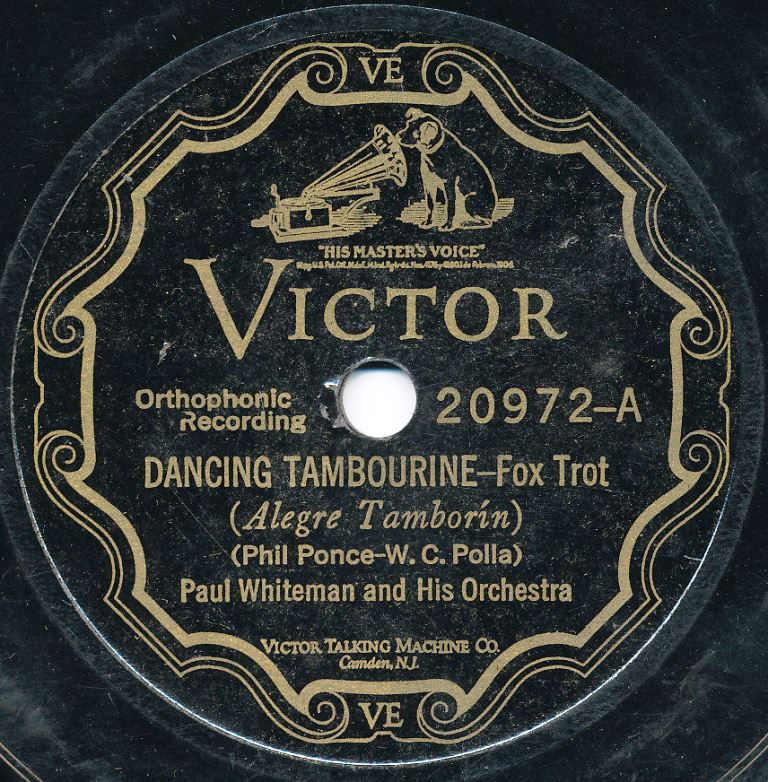 VE
"HIS MASTER'S VOICE"
VICTOR
Orthophonic
Recording
20972-A
DANCING TAMBOURINE-Fox Trot
(Alegre Tamborín)
(Phil Ponce-W. C. Polla)
Paul Whiteman and His Orchestra
VICTOR TALKING MACHINE CO.
Camden, N.J.
VE